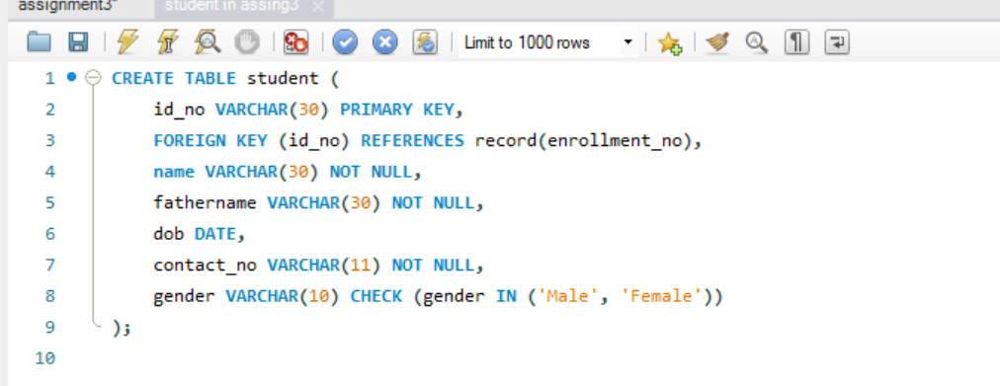 assignment3*
student in assing3 ×
Limit to 1000 rows
1 CREATE TABLE student (
2 id_no VARCHAR(30) PRIMARY KEY,
3 FOREIGN KEY (id_no) REFERENCES record(enrollment_no),
4 name VARCHAR(30) NOT NULL,
5 fathername VARCHAR(30) NOT NULL,
6 dob DATE,
7 contact_no VARCHAR(11) NOT NULL,
8 gender VARCHAR(10) CHECK (gender IN ('Male', 'Female'))
9 );
10